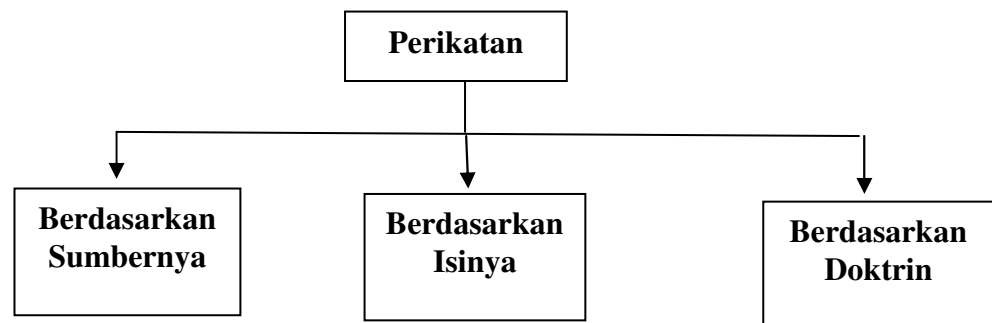 Perikatan
Berdasarkan
Sumbernya
Berdasarkan
Isinya
Berdasarkan
Doktrin